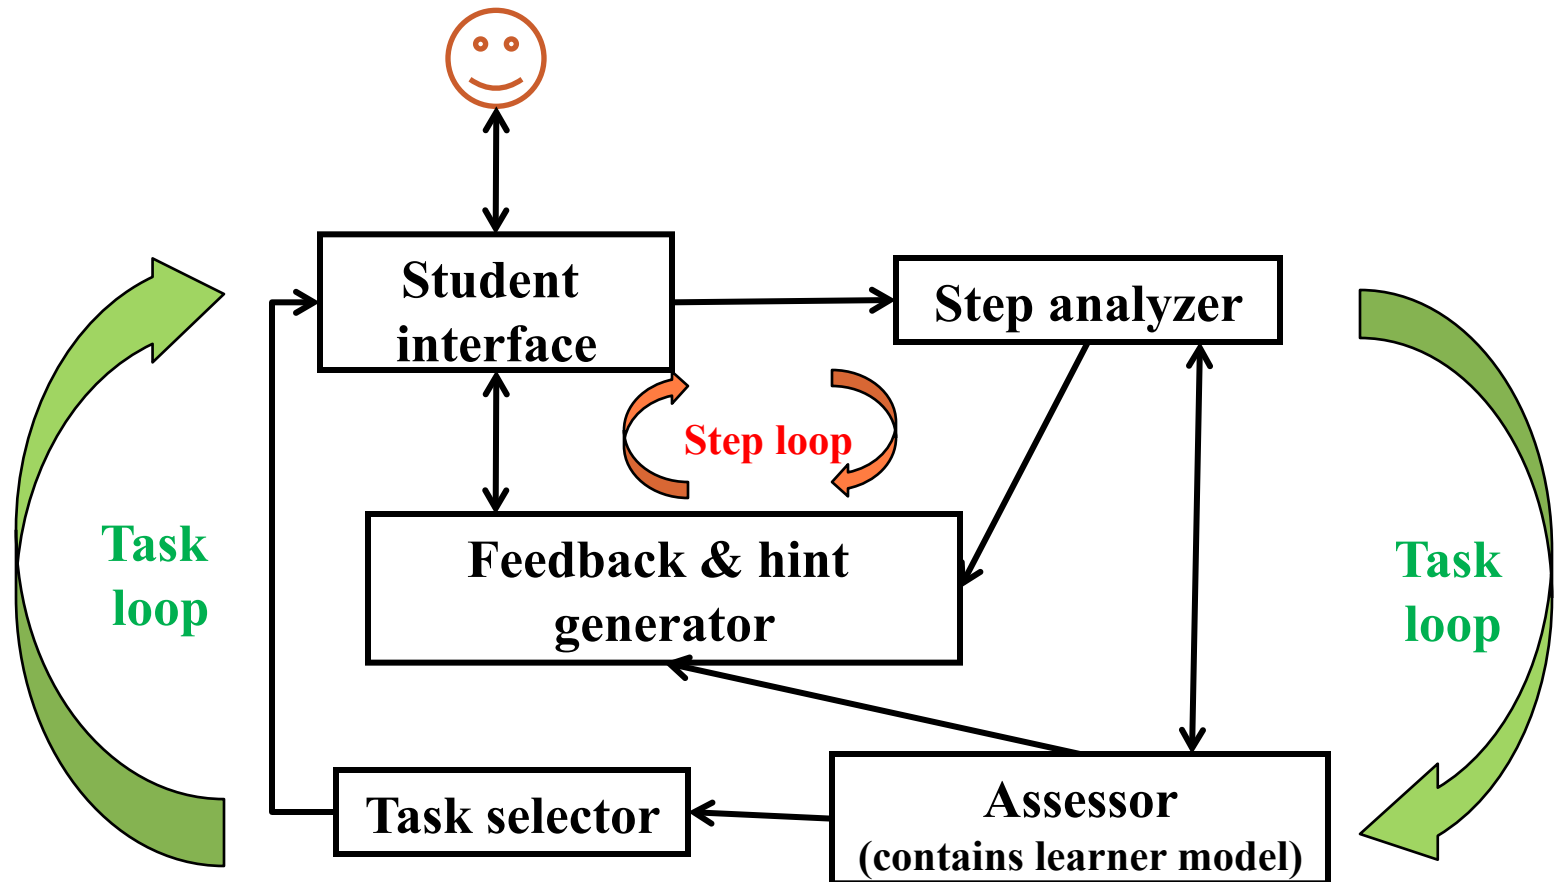 Student
interface
Step analyzer
Step loop
Task
loop
Feedback & hint
generator
Task
loop
Task selector
Assessor
(contains learner model)